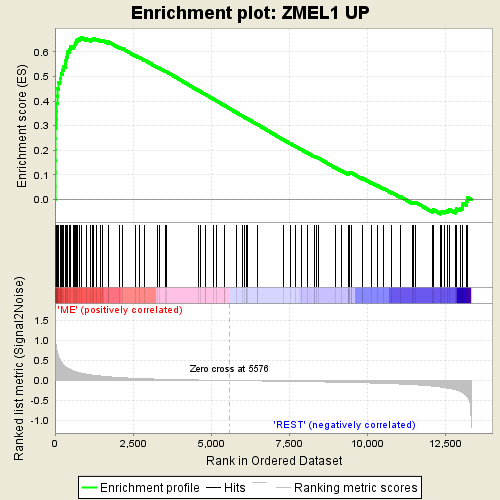 Enrichment plot: ZMEL1 UP
Enrichment score (ES)
0.6
0.5
0.4
0.3
0.2
0.1
0.0
'ME' (positively correlated)
Ranked list metric (Signal2Noise)
1.5
1.0
0.5
0.0
-0.5
-1.0
Zero cross at 5576
'REST' (negatively correlated)
0 2,500 5,000 7,500 10,000 12,500
Rank in Ordered Dataset
Enrichment profile Hits Ranking metric scores